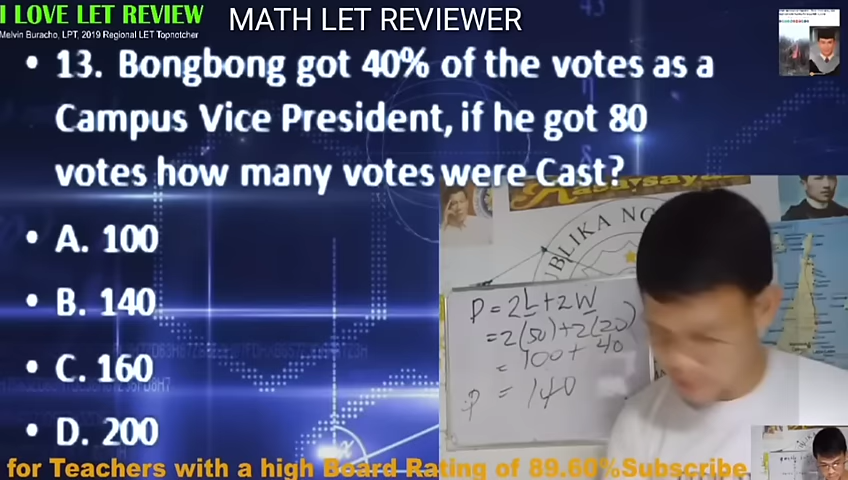 I LOVE LET REVIEW
MATH LET REVIEWER
Melvin Buracho, LPT, 2019 Regional LET Topnotcher
• 13. Bongbong got 40% of the votes as a
Campus Vice President, if he got 80
votes how many votes were Cast?
• A. 100
• B. 140
• C. 160
• D. 200
BLIKA NG
P = 2L + 2W
= 2(50) + 2(20)
= 100 + 40
P = 140
for Teachers with a high Board Rating of 89.60%Subscribe